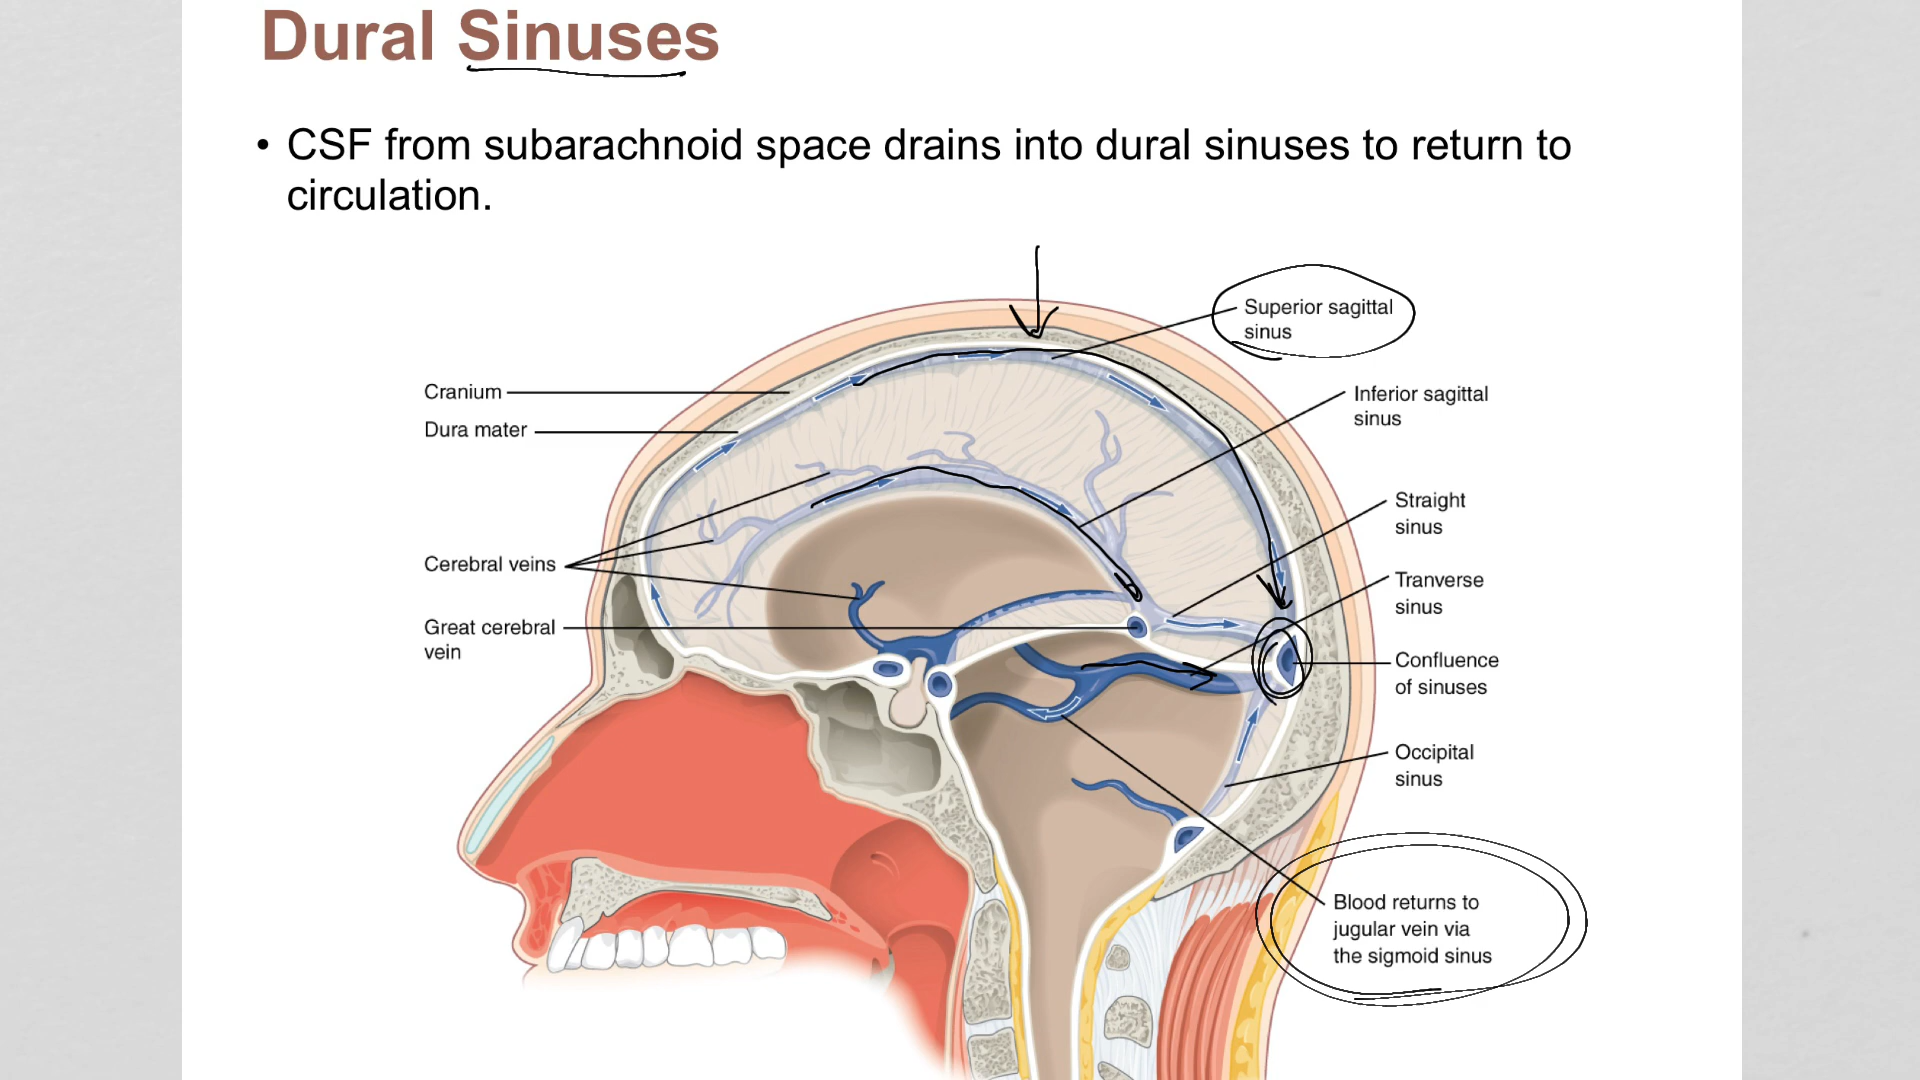 Dural Sinuses
• CSF from subarachnoid space drains into dural sinuses to return to
circulation.
Superior sagittal
sinus
Cranium
Dura mater
Inferior sagittal
sinus
Straight
sinus
Cerebral veins
Tranverse
sinus
Great cerebral
vein
Confluence
of sinuses
Occipital
sinus
Blood returns to
jugular vein via
the sigmoid sinus